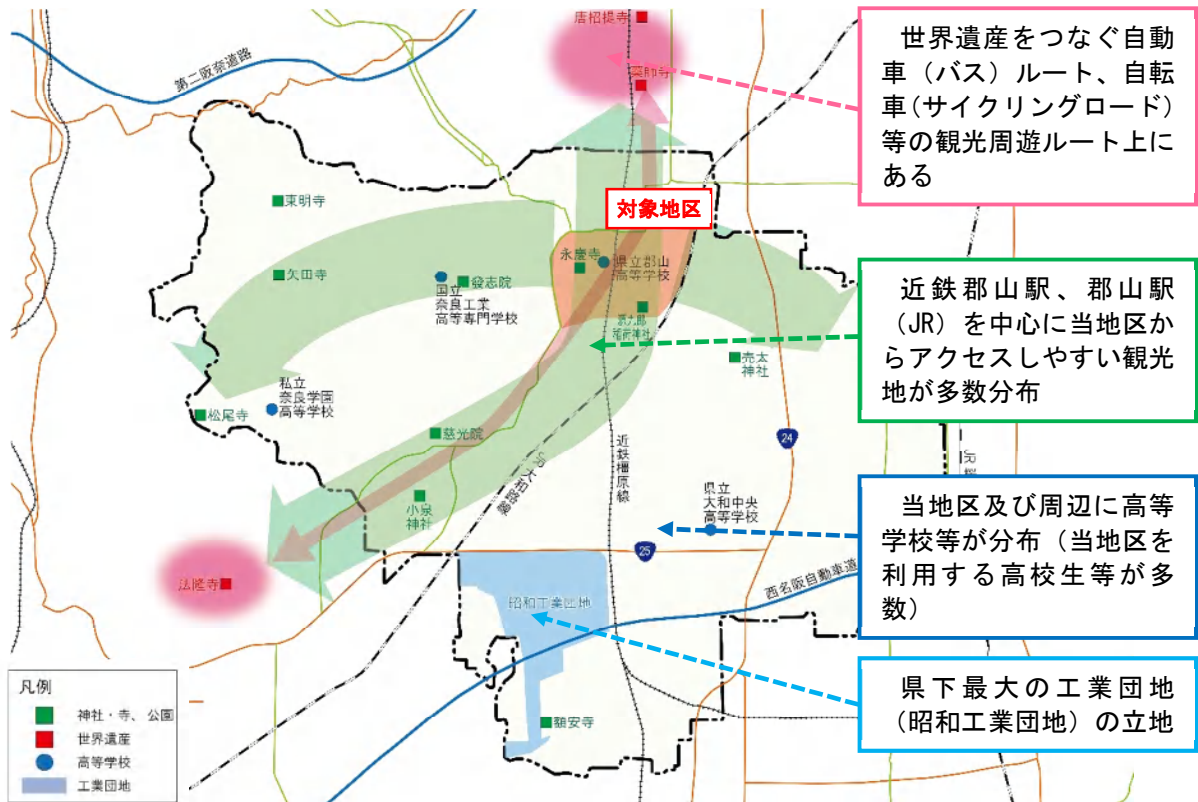 唐招提寺
薬師寺
第二阪奈道路
対象地区
東明寺
永慶寺
県立郡山
高等学校
矢田寺
發志院
国立
奈良工業
高等専門学校
源九郎
稲荷神社
売太
神社
私立
奈良学園
高等学校
松尾寺
慈光院
24
JR大和路線
近鉄橿原線
小泉
神社
県立
大和中央
高等学校
25
法隆寺
昭和工業団地
西名阪自動車道
額安寺
凡例
神社・寺、公園
世界遺産
高等学校
工業団地
世界遺産をつなぐ自動
車（バス）ルート、自転
車（サイクリングロード）
等の観光周遊ルート上に
ある
近鉄郡山駅、郡山駅
（JR）を中心に当地区か
らアクセスしやすい観光
地が多数分布
当地区及び周辺に高等
学校等が分布（当地区を
利用する高校生等が多
数）
県下最大の工業団地
（昭和工業団地）の立地